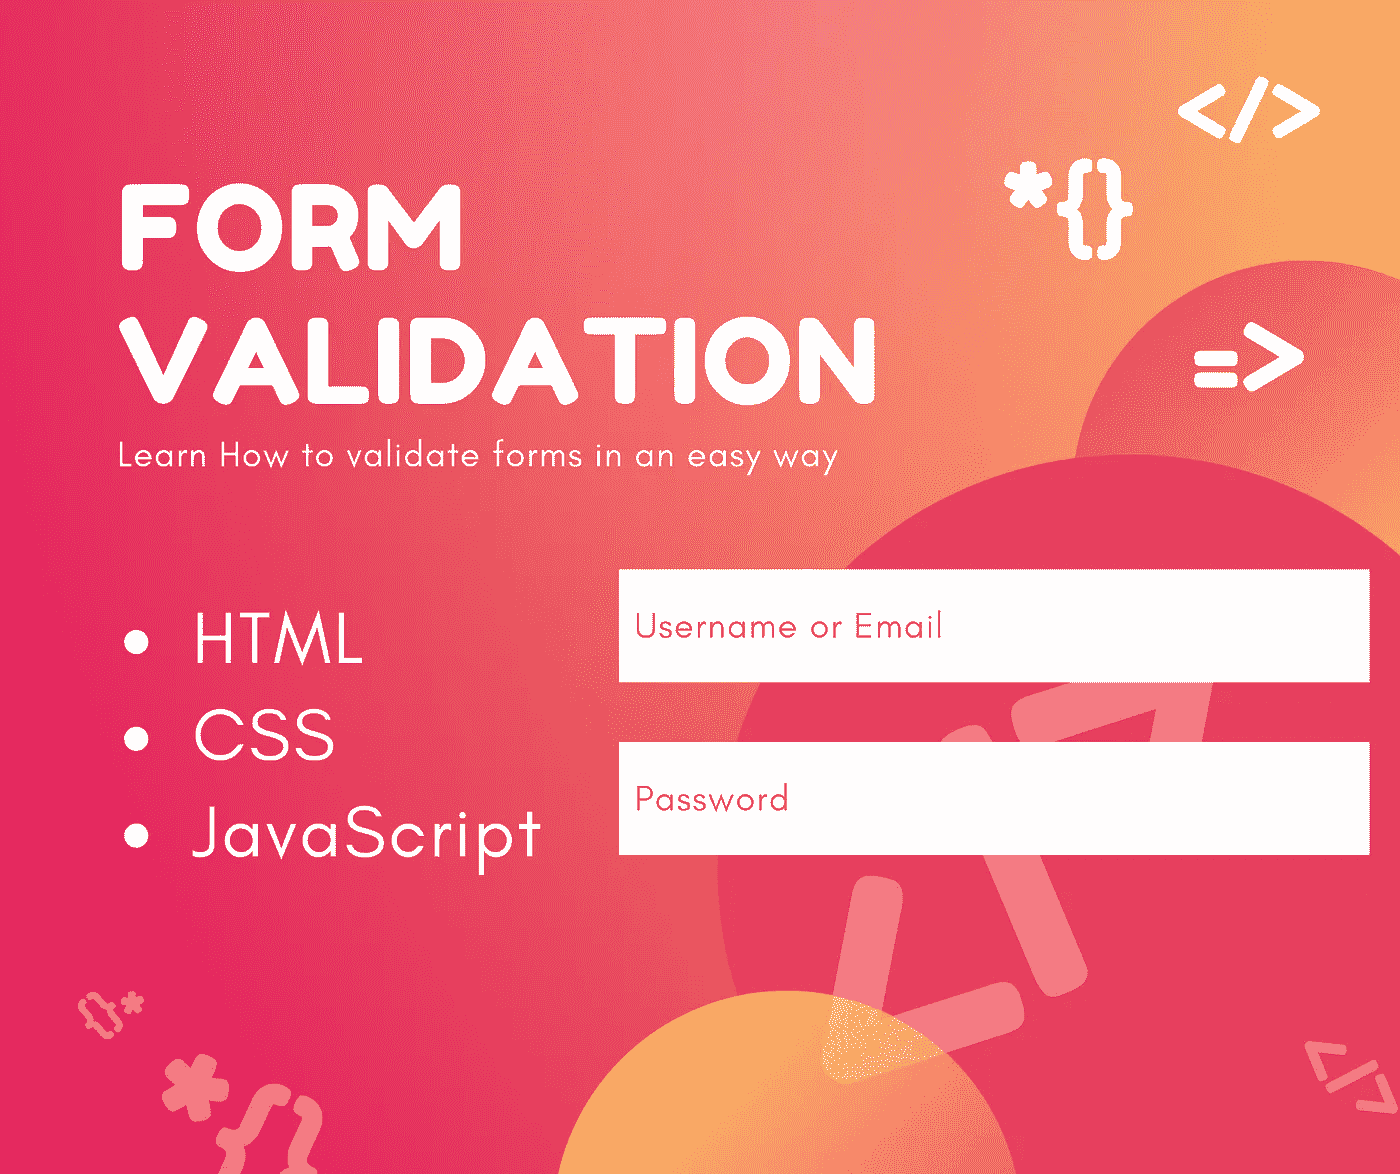 </>
*{}
FORM
VALIDATION
=>
Learn How to validate forms in an easy way
• HTML
• CSS
• JavaScript
Username or Email
Password
</>
{}*
*{}
</>